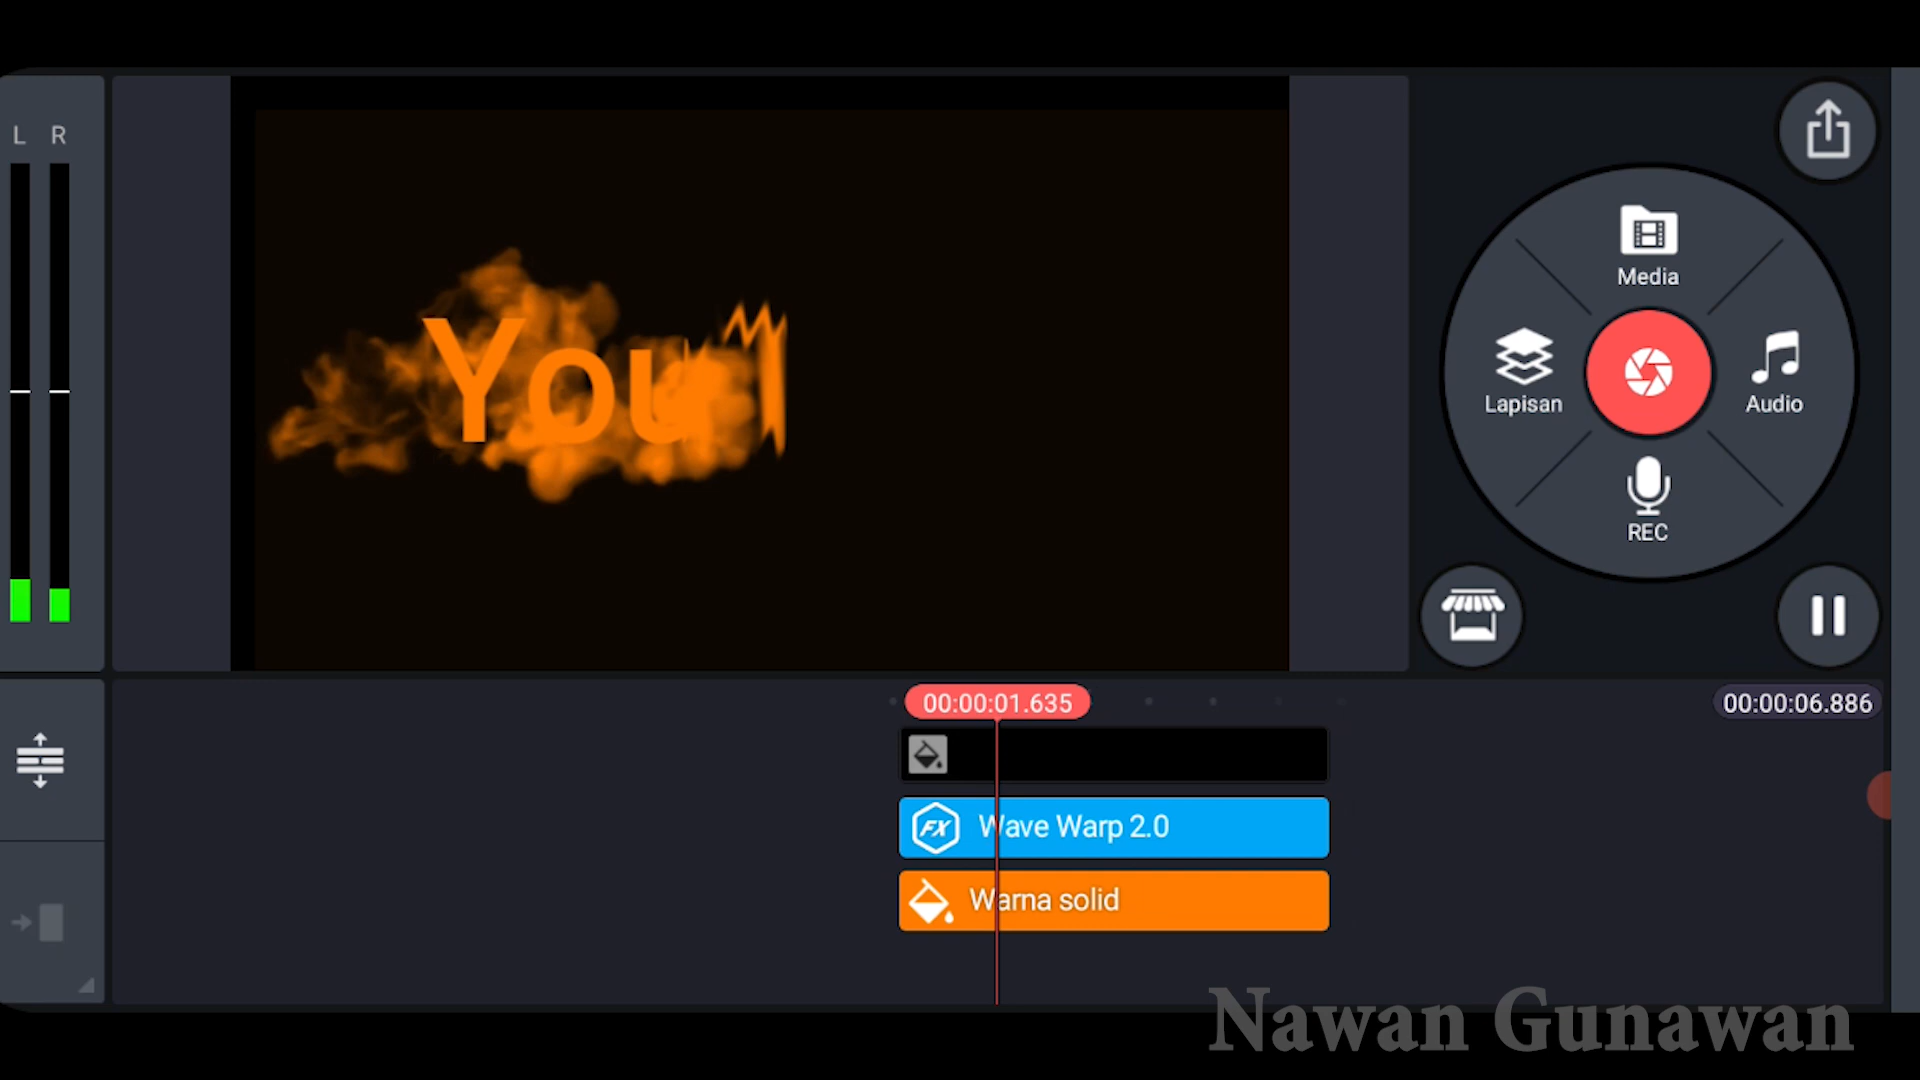 L R
You
Media
Lapisan
Audio
REC
00:00:01.635
00:00:06.886
FX Wave Warp 2.0
Warna solid
Nawan Gunawan